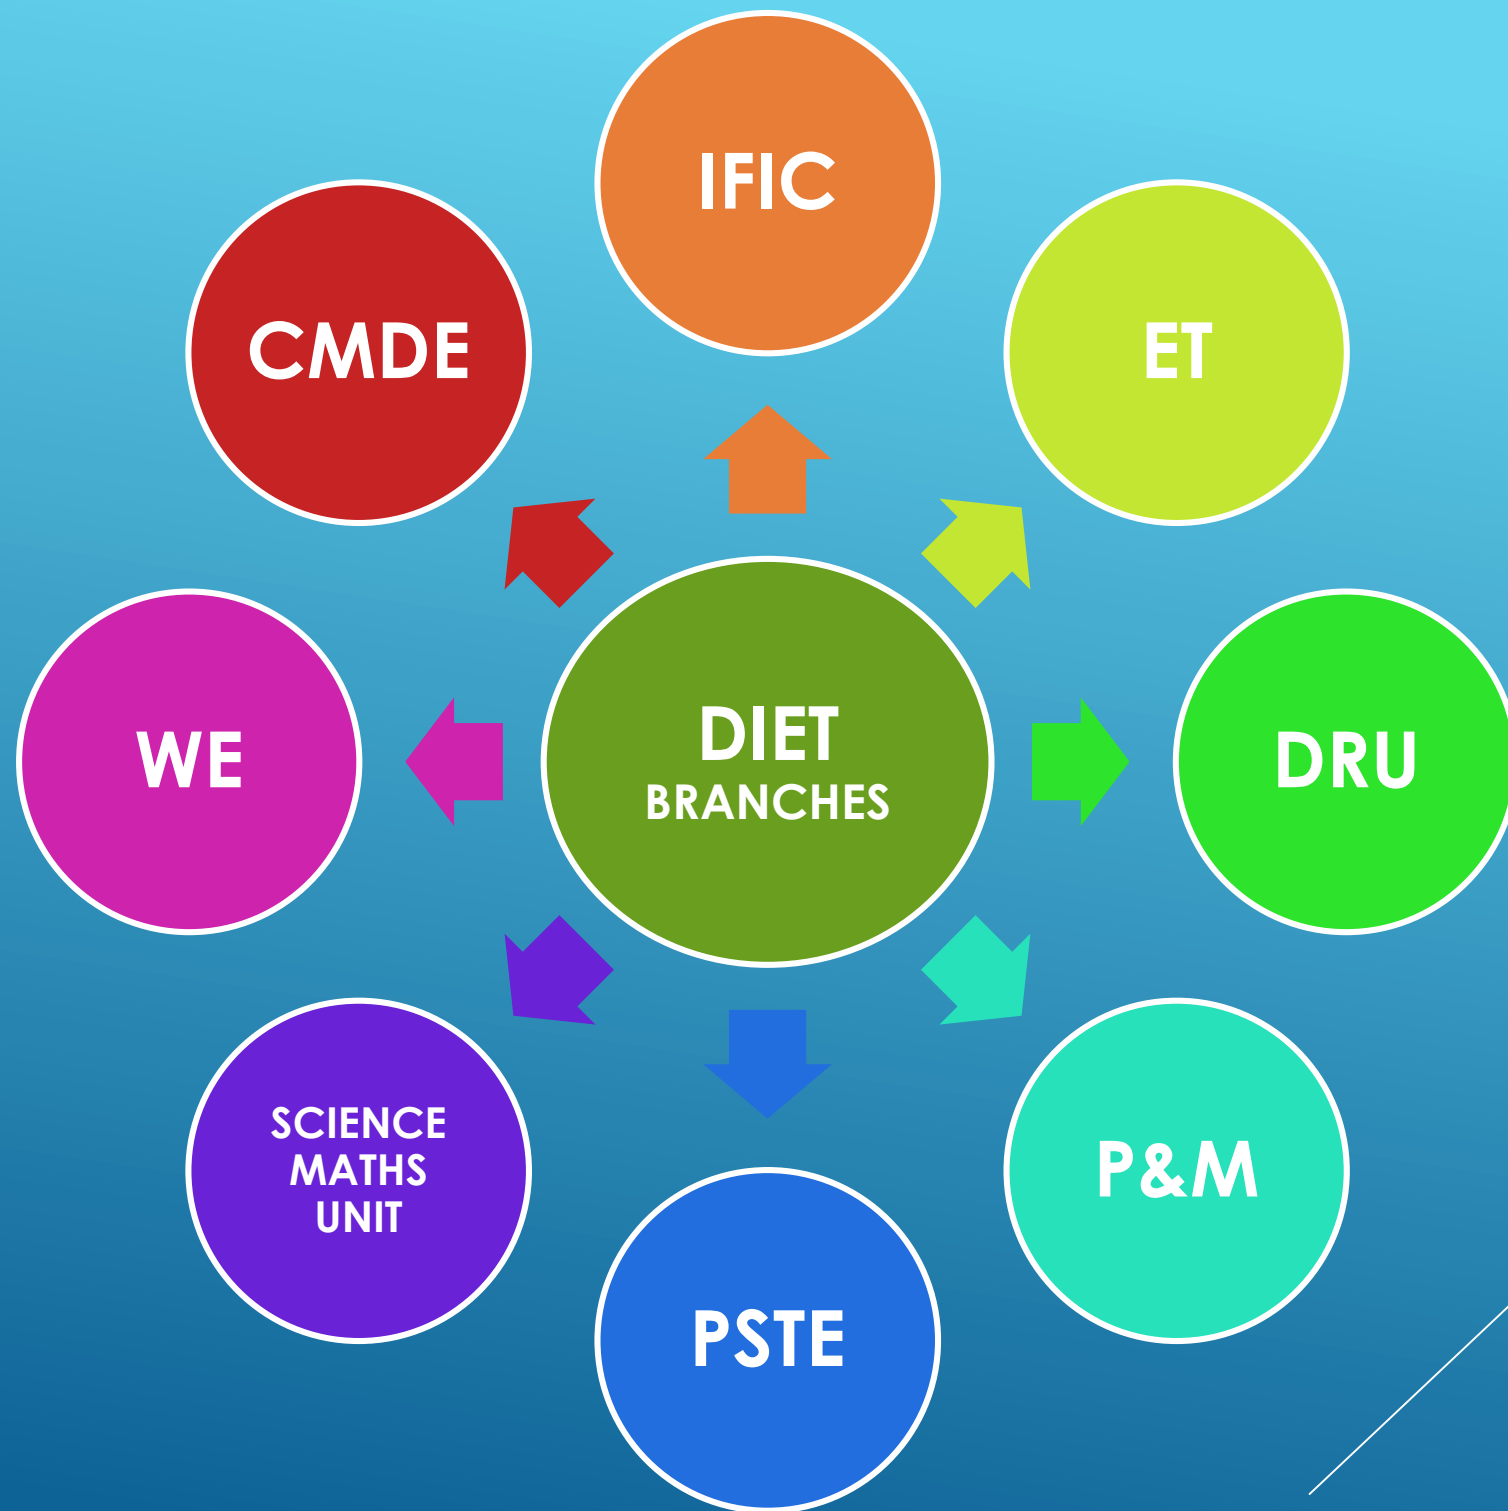 IFIC
CMDE
ET
WE
DIET
BRANCHES
DRU
SCIENCE
MATHS
UNIT
P&M
PSTE